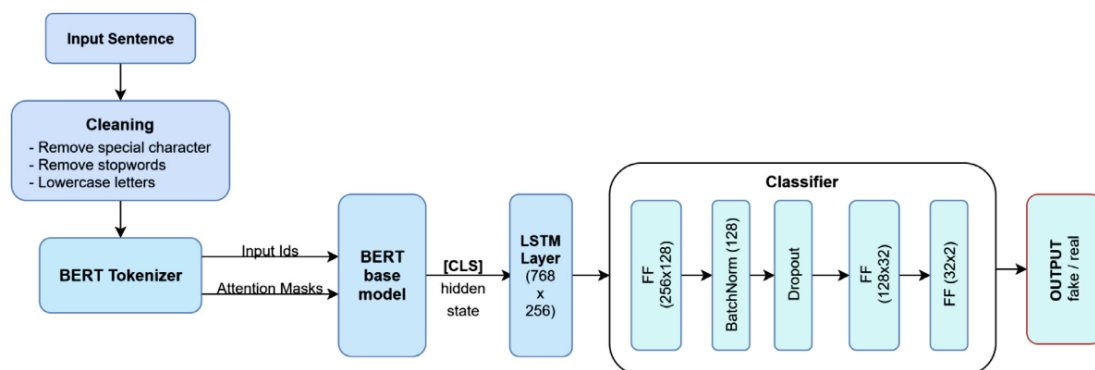 Input Sentence
Cleaning
- Remove special character
- Remove stopwords
- Lowercase letters
BERT Tokenizer
Input Ids
Attention Masks
BERT
base
model
[CLS]
hidden
state
LSTM
Layer
(768
x
256)
Classifier
FF
(256x128)
BatchNorm (128)
Dropout
FF
(128x32)
FF (32x2)
OUTPUT
fake / real